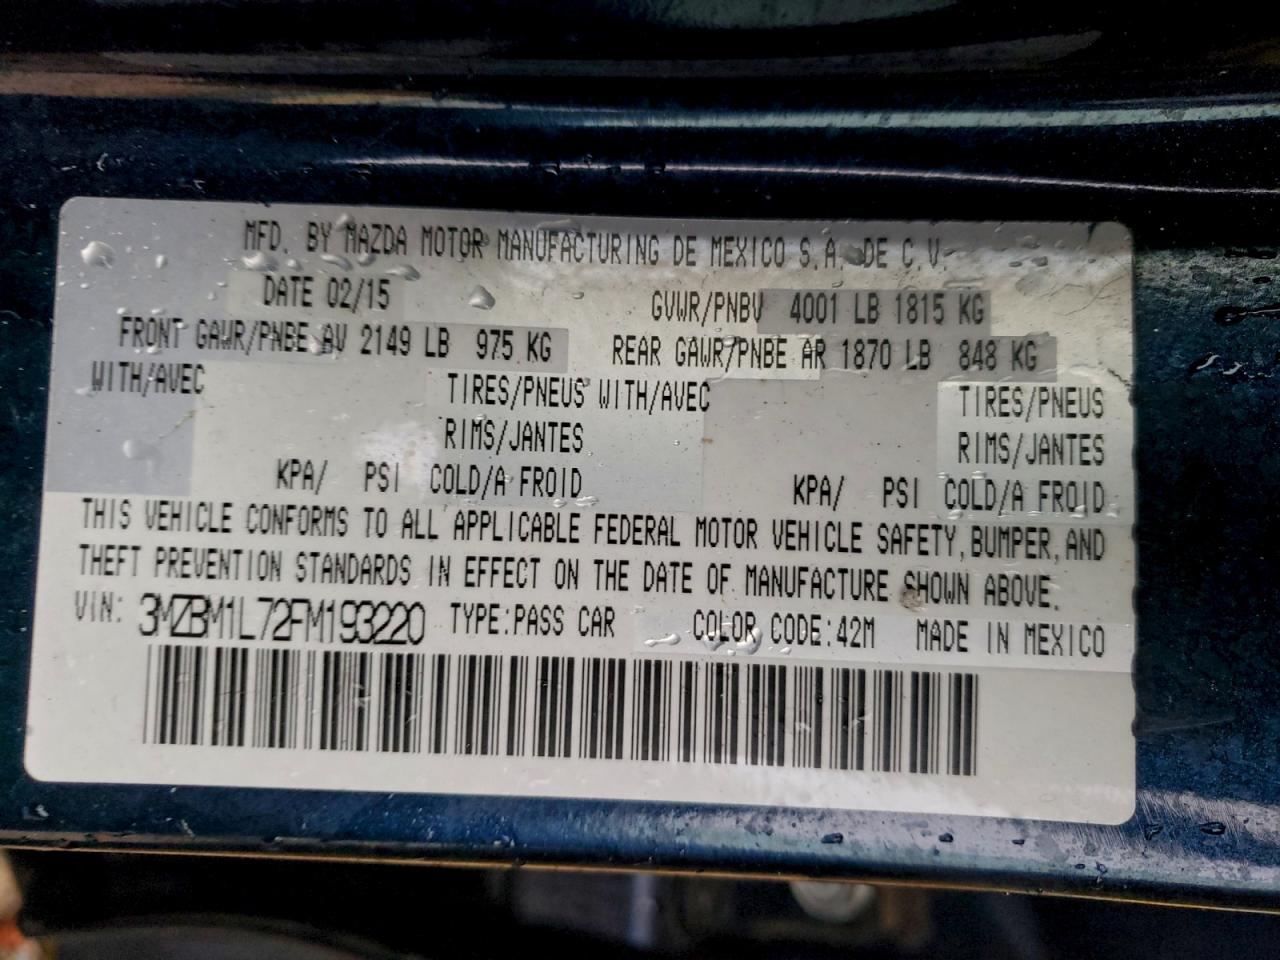 MFD. BY MAZDA MOTOR MANUFACTURING DE MEXICO S.A. DE C.V.
DATE 02/15 GVWR/PNBV 4001 LB 1815 KG
FRONT GAWR/PNBE AV 2149 LB 975 KG REAR GAWR/PNBE AR 1870 LB 848 KG
WITH/AVEC TIRES/PNEUS WITH/AVEC TIRES/PNEUS
RIMS/JANTES RIMS/JANTES
KPA/ PSI COLD/A FROID KPA/ PSI COLD/A FROID
THIS VEHICLE CONFORMS TO ALL APPLICABLE FEDERAL MOTOR VEHICLE SAFETY, BUMPER, AND
THEFT PREVENTION STANDARDS IN EFFECT ON THE DATE OF MANUFACTURE SHOWN ABOVE.
VIN: 3MZBM1L72FM193220 TYPE:PASS CAR COLOR CODE:42M MADE IN MEXICO